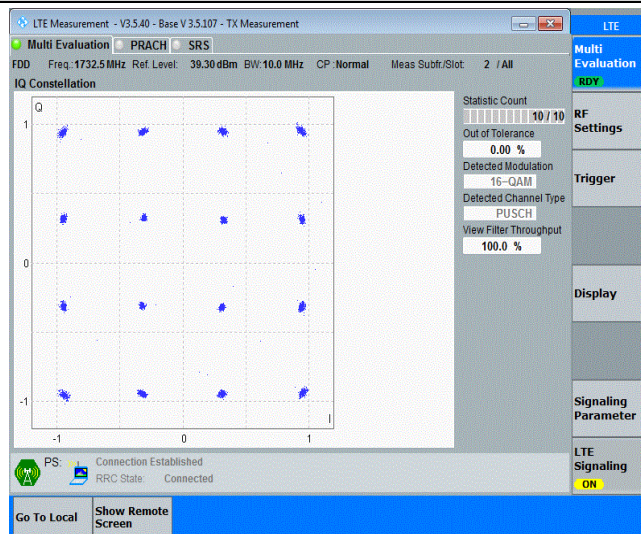 LTE Measurement - V3.5.40 - Base V 3.5.107 - TX Measurement
LTE
Multi Evaluation PRACH SRS
Multi
Evaluation
RDY
FDD Freq.: 1732.5 MHz Ref. Level: 39.30 dBm BW: 10.0 MHz CP : Normal Meas Subfr./Slot: 2 / All
IQ Constellation
Q
1
0
-1
-1 0 1
I
Statistic Count
10 / 10
Out of Tolerance
0.00 %
Detected Modulation
16-QAM
Detected Channel Type
PUSCH
View Filter Throughput
100.0 %
RF
Settings
Trigger
Display
Signaling
Parameter
LTE
Signaling
ON
PS: Connection Established
RRC State: Connected
Go To Local
Show Remote
Screen